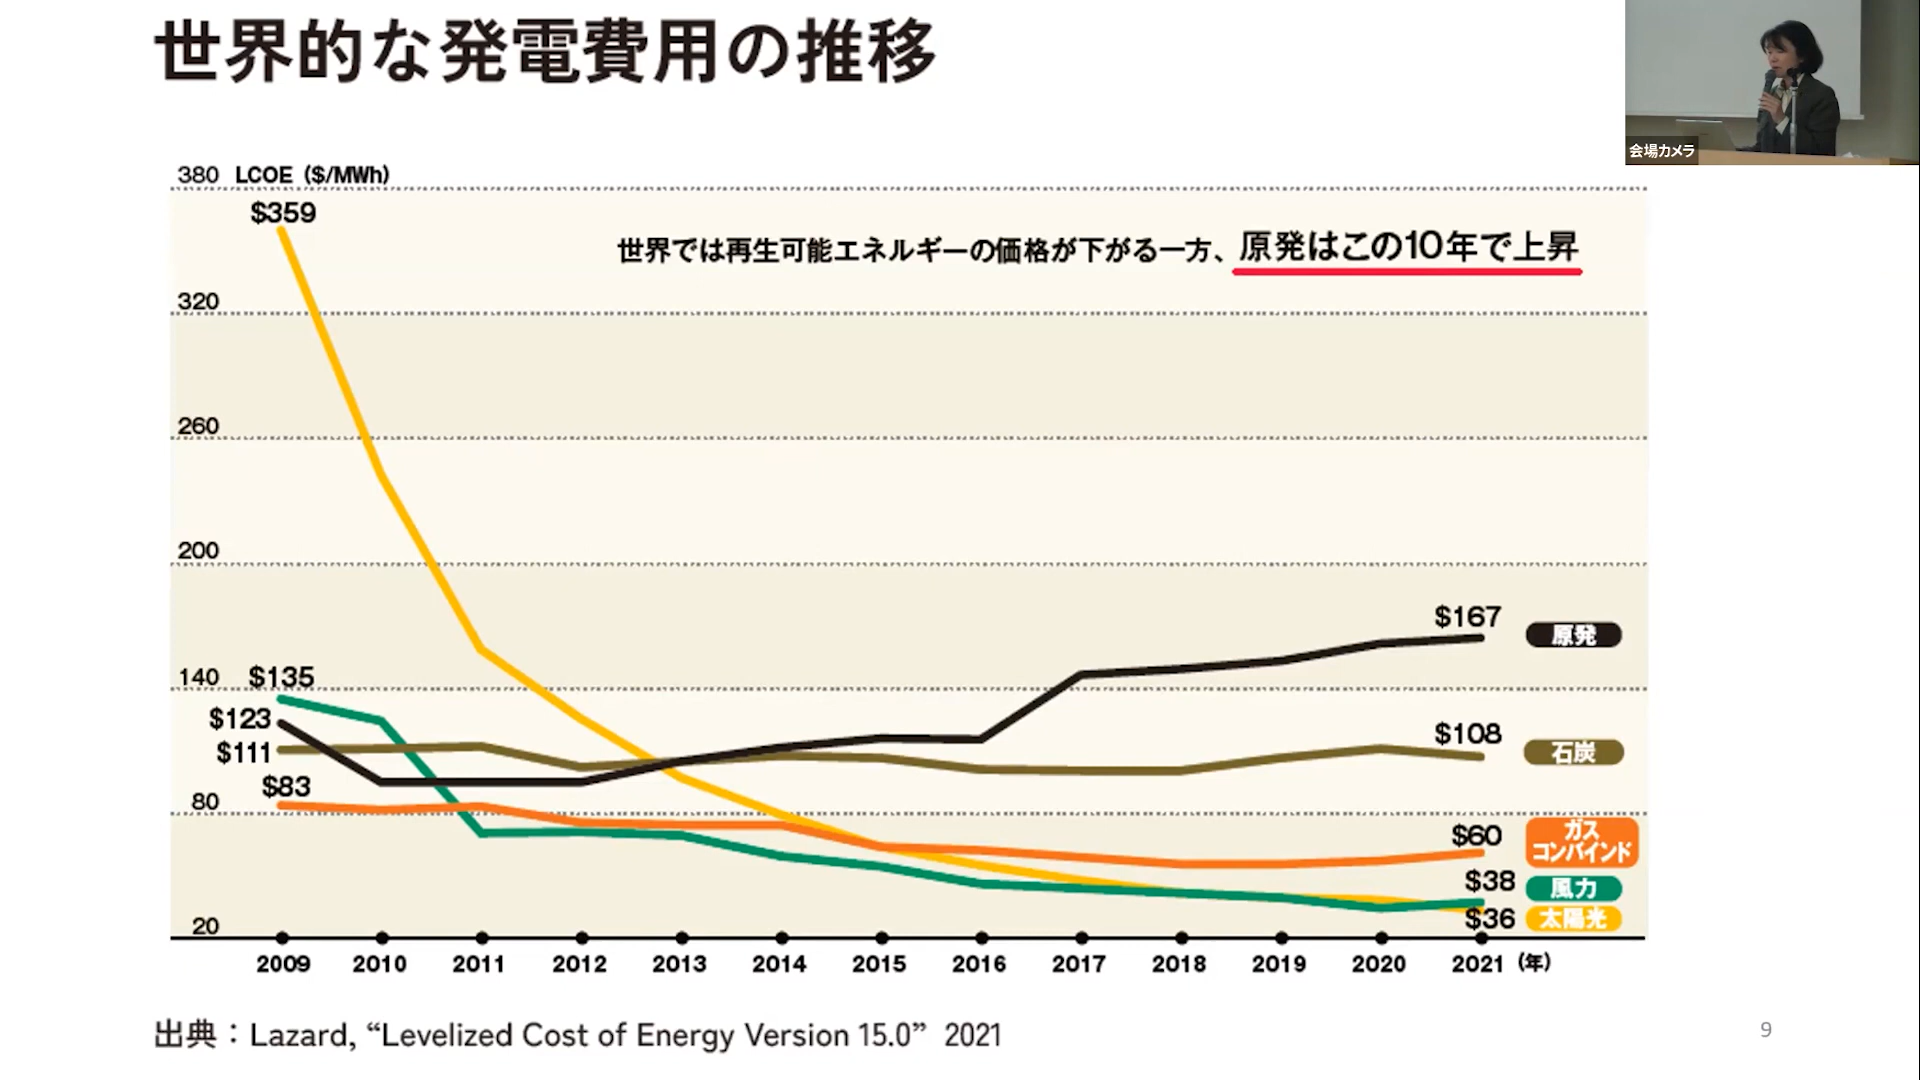 世界的な発電費用の推移
会場カメラ
380 LCOE ($/MWh)
$359
世界では再生可能エネルギーの価格が下がる一方、原発はこの10年で上昇
320
260
200
$167
原発
140
$135
$123
$111
$108
石炭
$83
80
$60
ガス
コンバインド
$38
風力
$36
太陽光
20
2009 2010 2011 2012 2013 2014 2015 2016 2017 2018 2019 2020 2021 (年)
出典：Lazard, “Levelized Cost of Energy Version 15.0” 2021
9